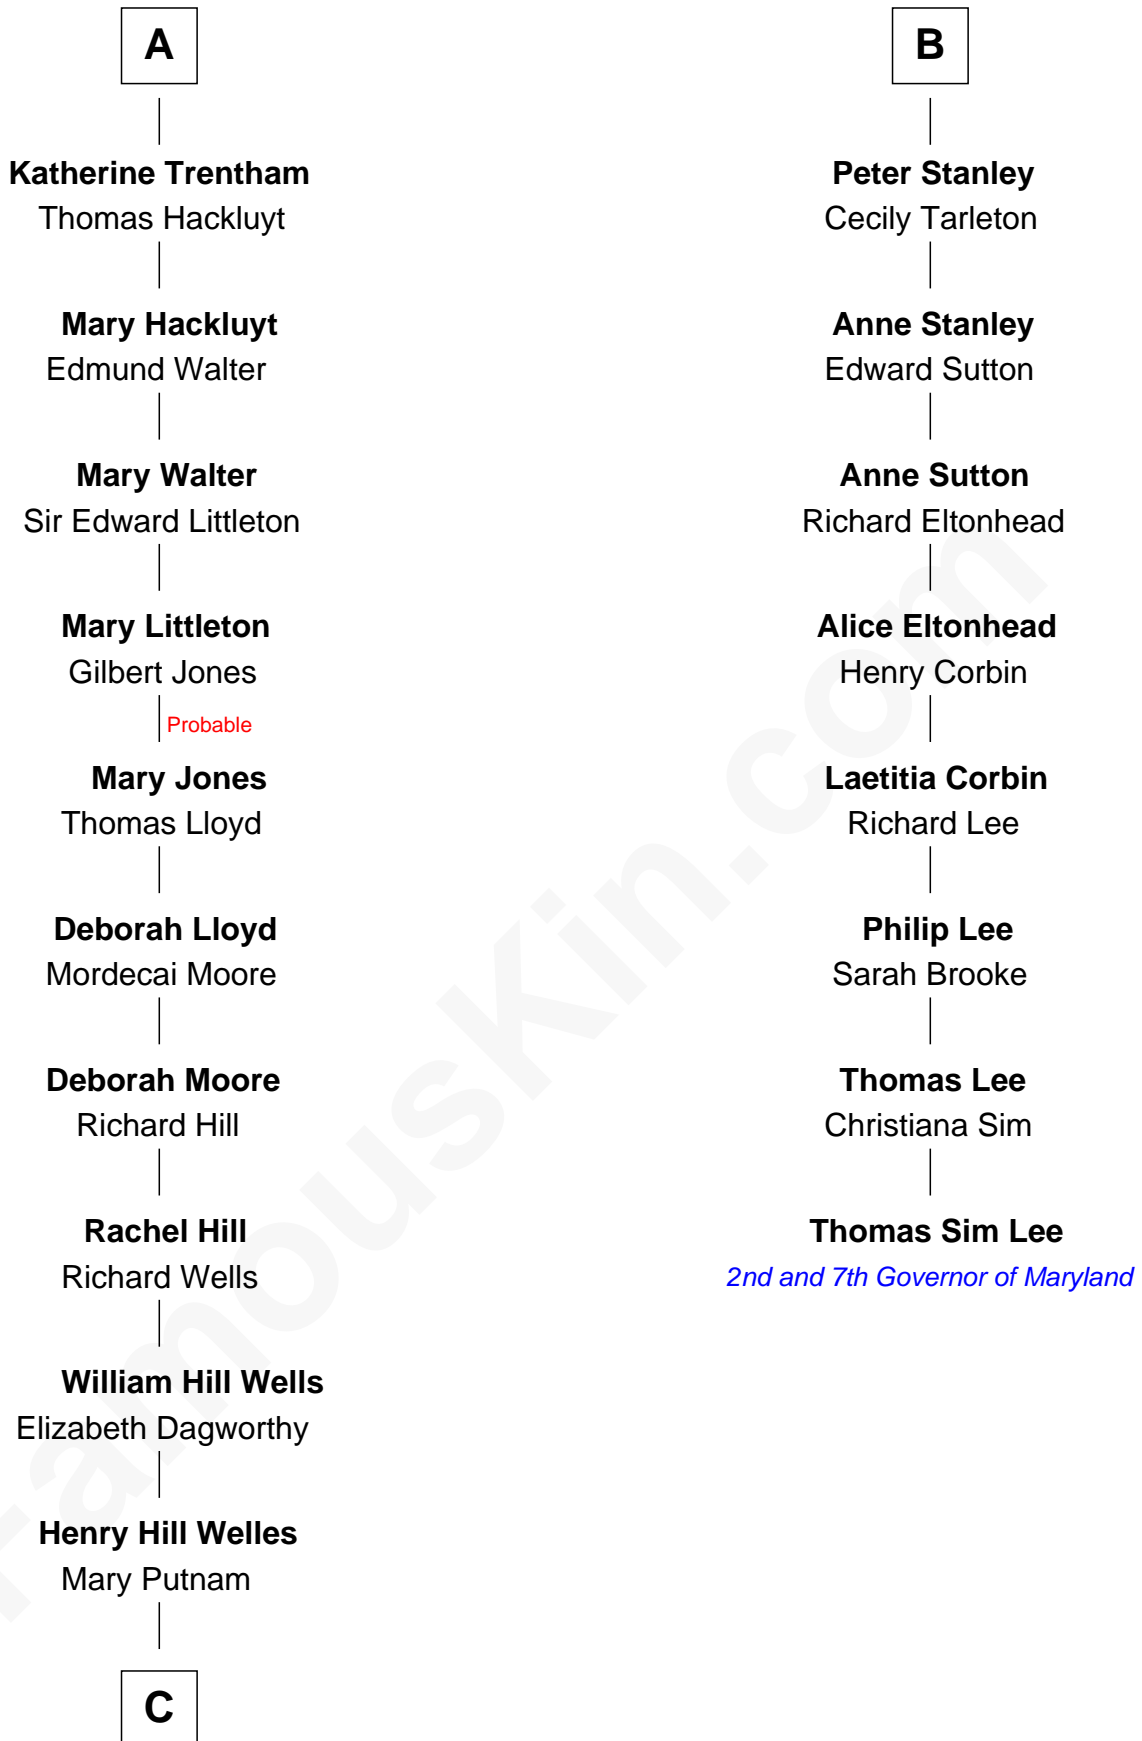 A
Katherine Trentham
Thomas Hackluyt
Mary Hackluyt
Edmund Walter
Mary Walter
Sir Edward Littleton
Mary Littleton
Gilbert Jones
Probable
Mary Jones
Thomas Lloyd
Deborah Lloyd
Mordecai Moore
Deborah Moore
Richard Hill
Rachel Hill
Richard Wells
William Hill Wells
Elizabeth Dagworthy
Henry Hill Welles
Mary Putnam
C
B
Peter Stanley
Cecily Tarleton
Anne Stanley
Edward Sutton
Anne Sutton
Richard Eltonhead
Alice Eltonhead
Henry Corbin
Laetitia Corbin
Richard Lee
Philip Lee
Sarah Brooke
Thomas Lee
Christiana Sim
Thomas Sim Lee
2nd and 7th Governor of Maryland
FamousKin.com